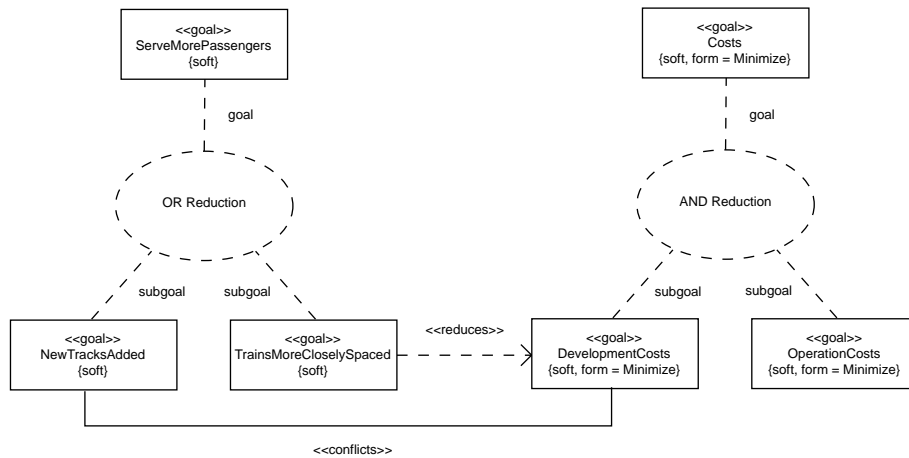 <<goal>>
ServeMorePassengers
{soft}
<<goal>>
Costs
{soft, form = Minimize}
goal
goal
OR Reduction
AND Reduction
subgoal
subgoal
subgoal
subgoal
<<goal>>
NewTracksAdded
{soft}
<<goal>>
TrainsMoreCloselySpaced
{soft}
<<reduces>>
<<goal>>
DevelopmentCosts
{soft, form = Minimize}
<<goal>>
OperationCosts
{soft, form = Minimize}
<<conflicts>>